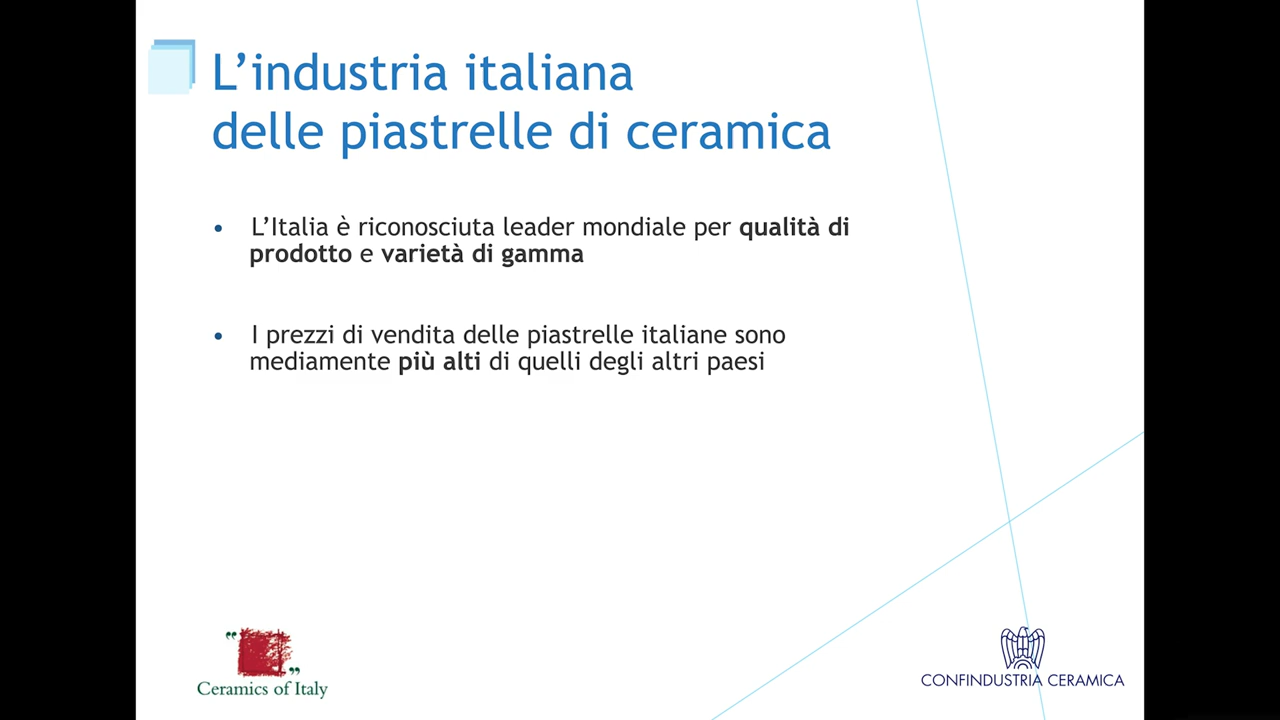 L’industria italiana
delle piastrelle di ceramica
• L’Italia è riconosciuta leader mondiale per qualità di
prodotto e varietà di gamma
• I prezzi di vendita delle piastrelle italiane sono
mediamente più alti di quelli degli altri paesi
Ceramics of Italy
CONFINDUSTRIA CERAMICA